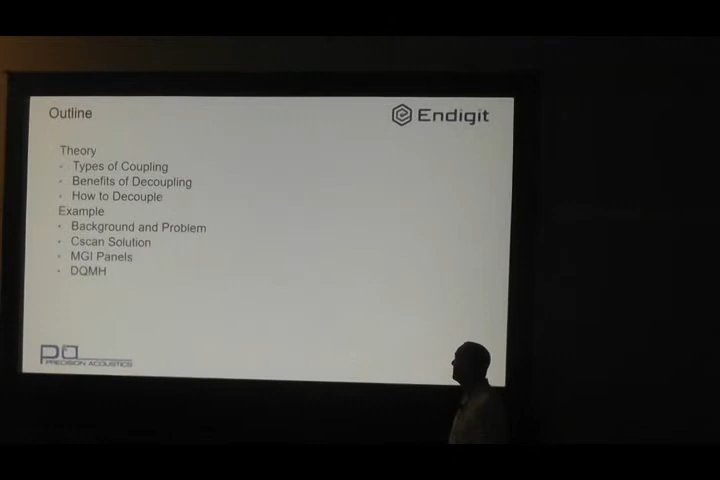 Outline
Endigit
Theory
- Types of Coupling
- Benefits of Decoupling
- How to Decouple
Example
• Background and Problem
• Cscan Solution
• MGI Panels
- DQMH
pa
PRECISION ACOUSTICS